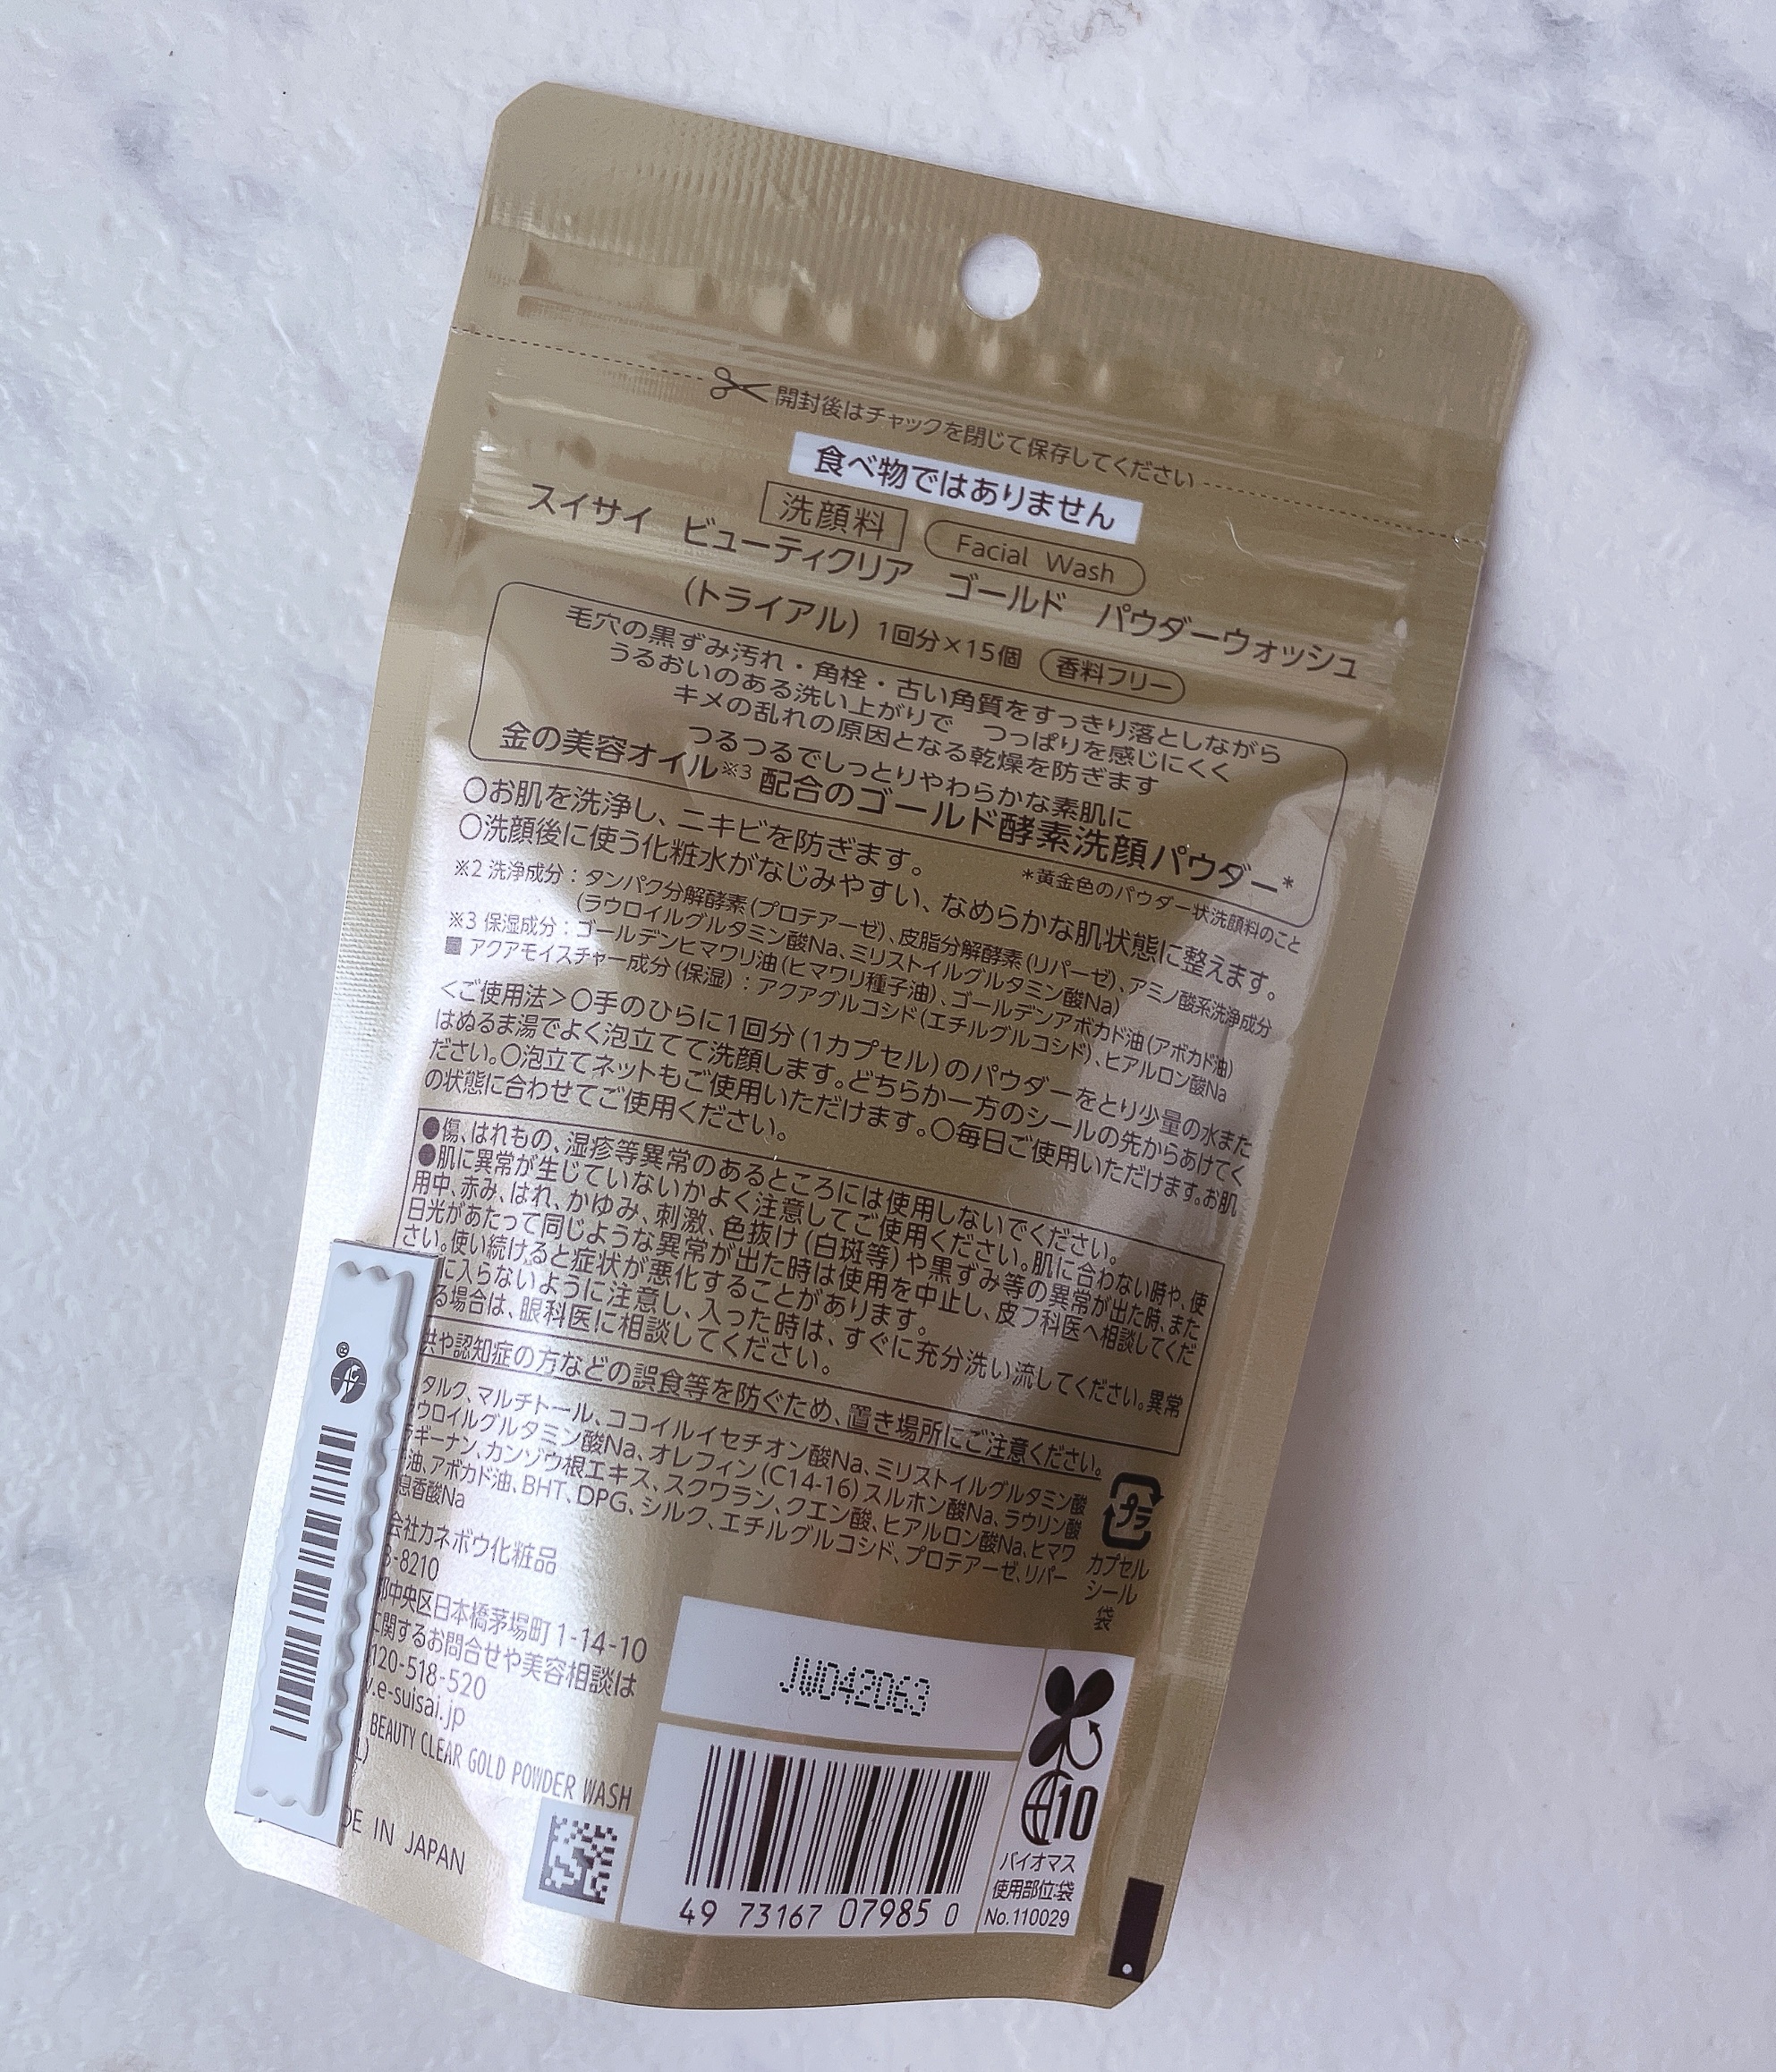 開封後はチャックを閉じて保存してください
食べ物ではありません
洗顔料 Facial Wash
スイサイ ビューティクリア ゴールド パウダーウォッシュ
(トライアル) 1回分×15個 香料フリー
毛穴の黒ずみ汚れ・角栓・古い角質をすっきり落としながら
うるおいのある洗い上がりで つっぱりを感じにくく
キメの乱れの原因となる乾燥を防ぎます
つるつるでしっとりやわらかな素肌に
金の美容オイル※3 配合のゴールド酵素洗顔パウダー*
*黄金色のパウダー状洗顔料のこと
○お肌を洗浄し、ニキビを防ぎます。
○洗顔後に使う化粧水がなじみやすい、なめらかな肌状態に整えます。
※2 洗浄成分：タンパク分解酵素(プロテアーゼ)、皮脂分解酵素(リパーゼ)、アミノ酸系洗浄成分
(ラウロイルグルタミン酸Na、ミリストイルグルタミン酸Na)
※3 保湿成分：ゴールデンヒマワリ油(ヒマワリ種子油)、ゴールデンアボカド油(アボカド油)
■ アクアモイスチャー成分(保湿)：アクアグルコシド(エチルグルコシド)、ヒアルロン酸Na
＜ご使用法＞○手のひらに1回分(1カプセル)のパウダーをとり少量の水また
はぬるま湯でよく泡立てて洗顔します。どちらか一方のシールの先からあけてく
ださい。○泡立てネットもご使用いただけます。○毎日ご使用いただけます。お肌
の状態に合わせてご使用ください。
●傷、はれもの、湿疹等異常のあるところには使用しないでください。
●肌に異常が生じていないかよく注意してご使用ください。肌に合わない時や、使
用中、赤み、はれ、かゆみ、刺激、色抜け(白斑等)や黒ずみ等の異常が出た時、また
日光があたって同じような異常が出た時は使用を中止し、皮フ科医へ相談してくだ
さい。使い続けると症状が悪化することがあります。
に入らないように注意し、入った時は、すぐに充分洗い流してください。異常
る場合は、眼科医に相談してください。
供や認知症の方などの誤食等を防ぐため、置き場所にご注意ください。
タルク、マルチトール、ココイルイセチオン酸Na、ミリストイルグルタミン酸
ウロイルグルタミン酸Na、オレフィン(C14-16)スルホン酸Na、ラウリン酸
ギーナン、カンゾウ根エキス、スクワラン、クエン酸、ヒアルロン酸Na、ヒマワ
油、アボカド油、BHT、DPG、シルク、エチルグルコシド、プロテアーゼ、リパー
息香酸Na
プラ
カプセル
シール
袋
会社カネボウ化粧品
-8210
都中央区日本橋茅場町1-14-10
に関するお問合せや美容相談は
120-518-520
.e-suisai.jp
BEAUTY CLEAR GOLD POWDER WASH
L)
DE IN JAPAN
JW042063
49 73167 07985 0
10
バイオマス
使用部位:袋
No.110029